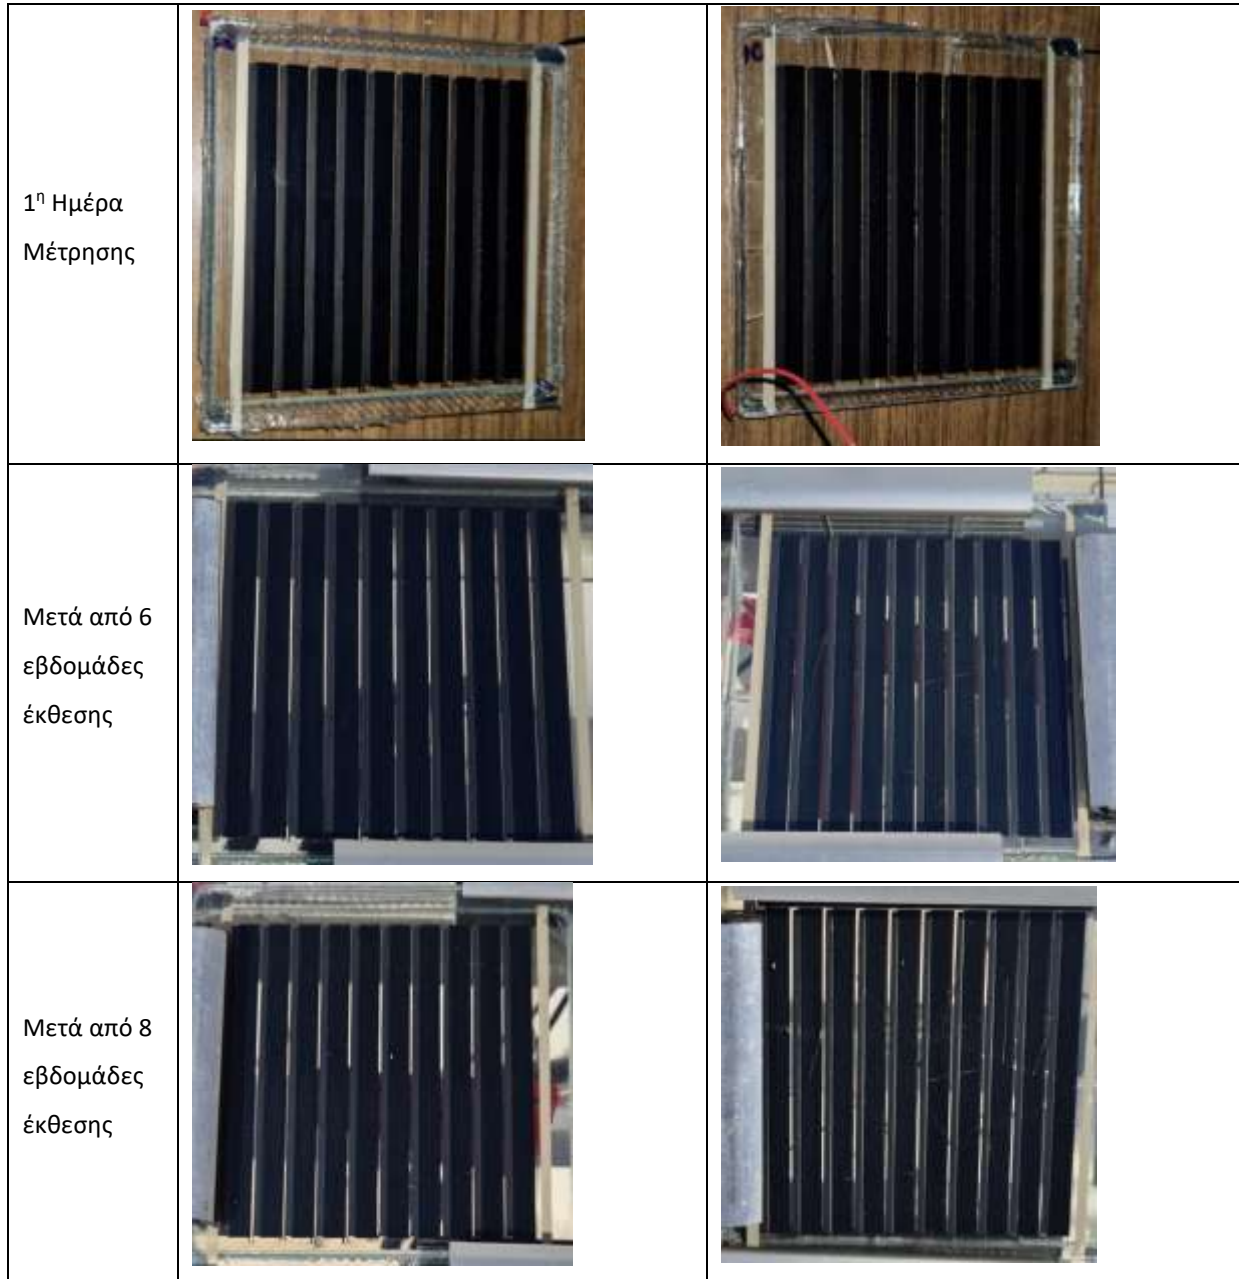 1η Ημέρα
Μέτρησης
Μετά από 6
εβδομάδες
έκθεσης
Μετά από 8
εβδομάδες
έκθεσης